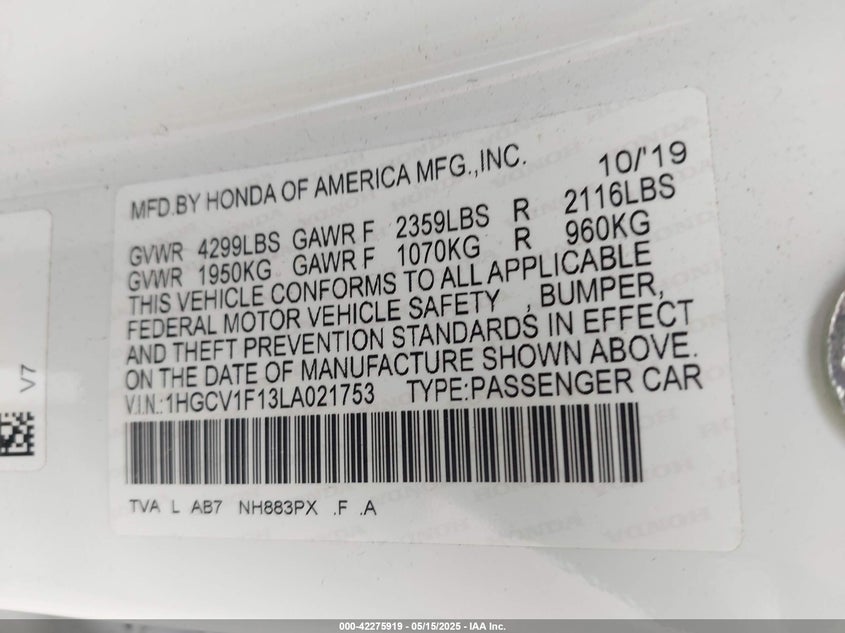 MFD.BY HONDA OF AMERICA MFG.,INC. 10/'19
GVWR 4299LBS GAWR F 2359LBS R 2116LBS
GVWR 1950KG GAWR F 1070KG R 960KG
THIS VEHICLE CONFORMS TO ALL APPLICABLE
FEDERAL MOTOR VEHICLE SAFETY , BUMPER,
AND THEFT PREVENTION STANDARDS IN EFFECT
ON THE DATE OF MANUFACTURE SHOWN ABOVE.
V.I.N.:1HGCV1F13LA021753 TYPE:PASSENGER CAR
TVA L AB7 NH883PX .F .A
V7
000-42275919 - 05/15/2025 - IAA Inc.